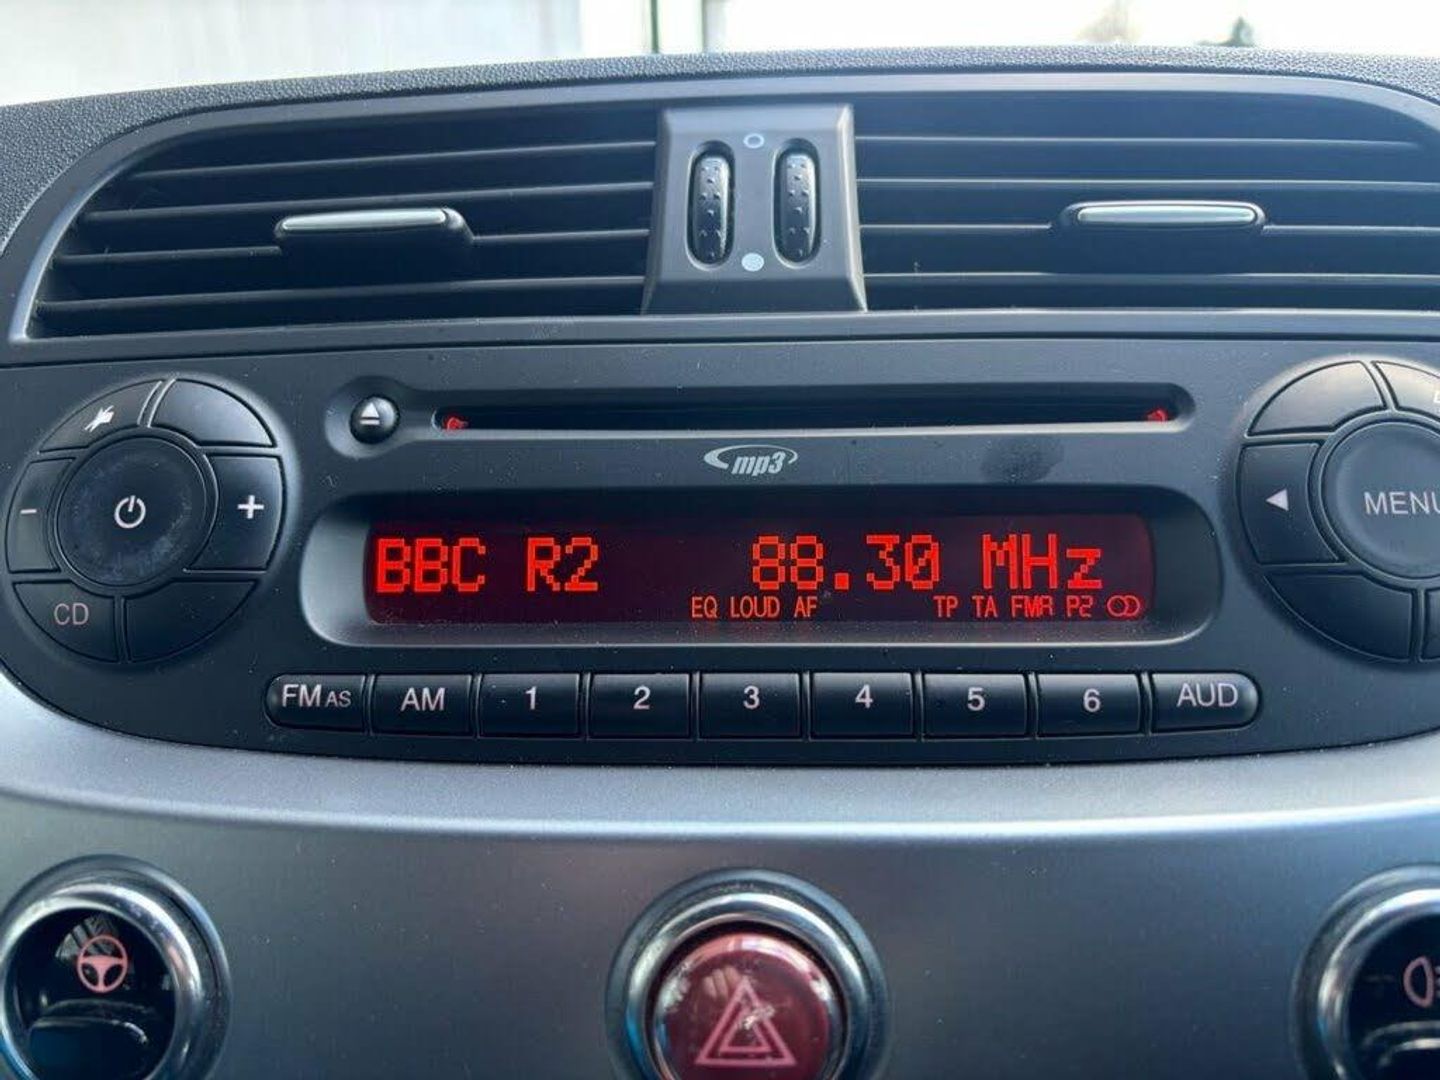 mp3
MENU
BBC R2 88.30 MHz
EQ LOUD AF TP TA FMR P2
CD
FM AS AM 1 2 3 4 5 6 AUD